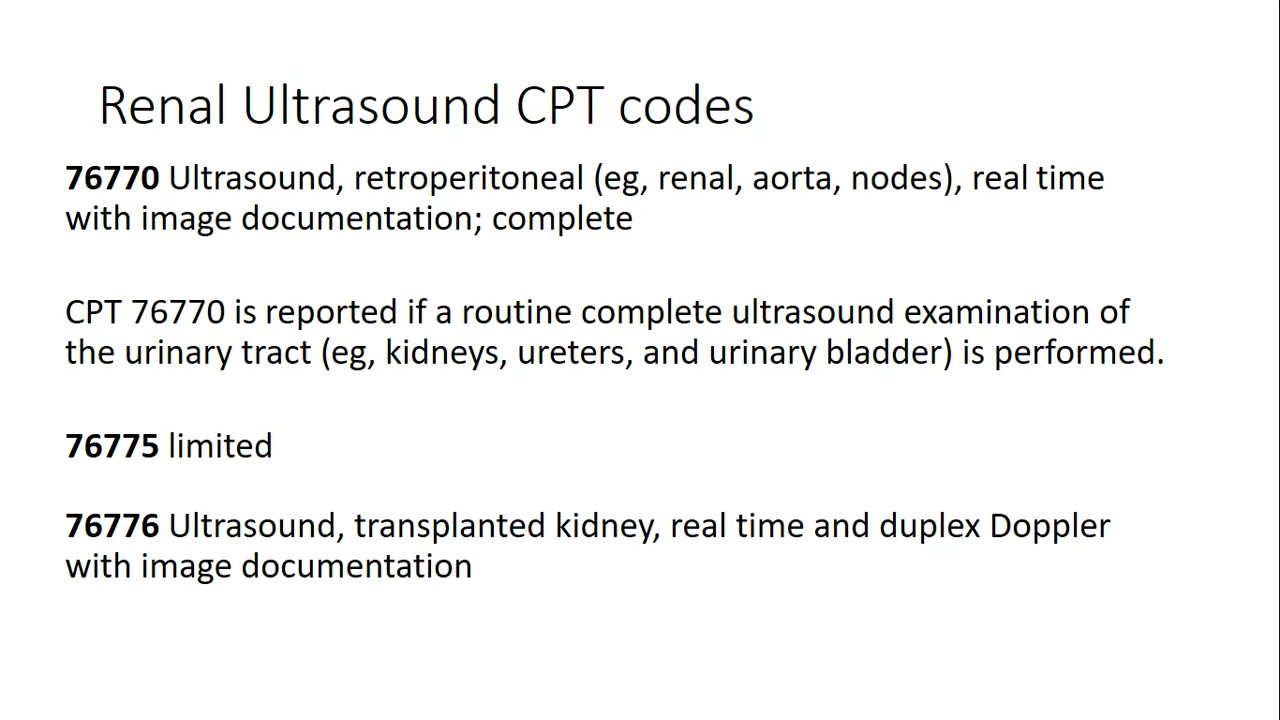 Renal Ultrasound CPT codes
76770 Ultrasound, retroperitoneal (eg, renal, aorta, nodes), real time
with image documentation; complete
CPT 76770 is reported if a routine complete ultrasound examination of
the urinary tract (eg, kidneys, ureters, and urinary bladder) is performed.
76775 limited
76776 Ultrasound, transplanted kidney, real time and duplex Doppler
with image documentation